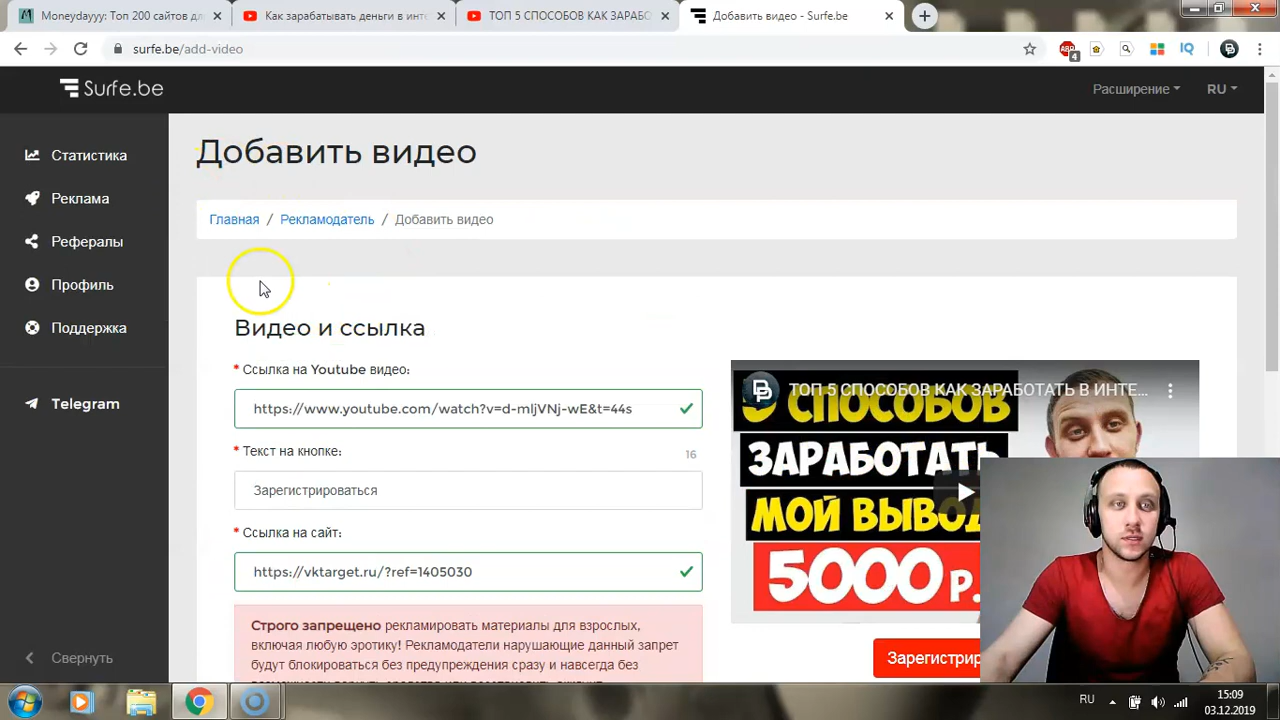 Moneydayyy: Топ 200 сайтов дл
Как зарабатывать деньги в инте
ТОП 5 СПОСОБОВ КАК ЗАРАБО
Добавить видео - Surfe.be
surfe.be/add-video
4
Surfe.be
Расширение
RU
Статистика
Реклама
Рефералы
Профиль
Поддержка
Telegram
Свернуть
Добавить видео
Главная / Рекламодатель / Добавить видео
Видео и ссылка
* Ссылка на Youtube видео:
https://www.youtube.com/watch?v=d-mljVNj-wE&t=44s
* Текст на кнопке:
16
Зарегистрироваться
* Ссылка на сайт:
https://vktarget.ru/?ref=1405030
Строго запрещено рекламировать материалы для взрослых,
включая любую эротику! Рекламодатели нарушающие данный запрет
будут блокироваться без предупреждения сразу и навсегда без
ТОП 5 СПОСОБОВ КАК ЗАРАБОТАТЬ В ИНТЕ...
5 СПОСОБОВ
ЗАРАБОТАТЬ
МОЙ ВЫВОД
5000 Р.
Зарегистрир
RU
15:09
03.12.2019